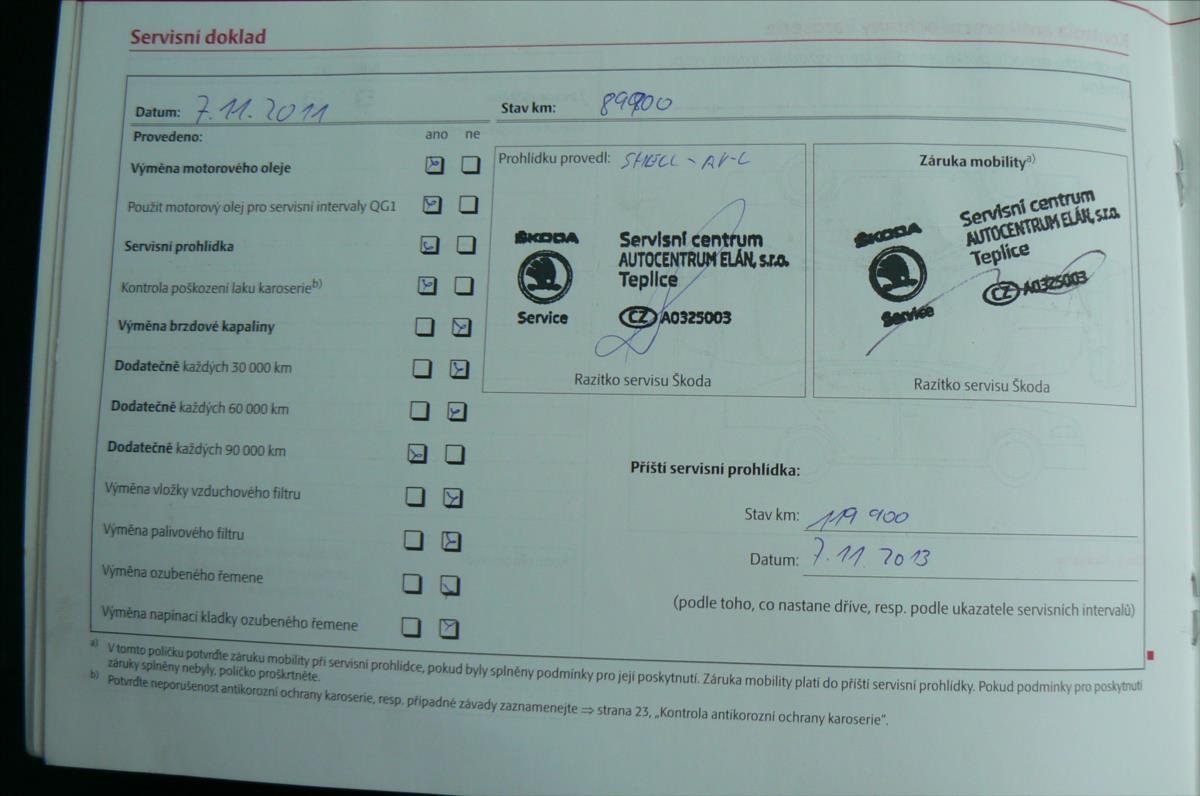 Servisní doklad
Datum: 7.11.2011
Stav km: 89900
Provedeno: ano ne
Výměna motorového oleje
Použit motorový olej pro servisní intervaly QG1
Servisní prohlídka
Kontrola poškození laku karoserie b)
Výměna brzdové kapaliny
Dodatečně každých 30 000 km
Dodatečně každých 60 000 km
Dodatečně každých 90 000 km
Výměna vložky vzduchového filtru
Výměna palivového filtru
Výměna ozubeného řemene
Výměna napínací kladky ozubeného řemene
Prohlídku provedl: SHELL - AV-L
ŠKODA
Service
Servisní centrum
AUTOCENTRUM ELÁN, s.r.o.
Teplice
CZ A0325003
Razítko servisu Škoda
Záruka mobility a)
ŠKODA
Service
Servisní centrum
AUTOCENTRUM ELÁN, s.r.o.
Teplice
CZ A0325003
Razítko servisu Škoda
Příští servisní prohlídka:
Stav km: 119 900
Datum: 7.11.2013
(podle toho, co nastane dříve, resp. podle ukazatele servisních intervalů)
a) V tomto políčku potvrďte záruku mobility při servisní prohlídce, pokud byly splněny podmínky pro její poskytnutí. Záruka mobility platí do příští servisní prohlídky. Pokud podmínky pro poskytnutí
záruky splněny nebyly, políčko proškrtněte.
b) Potvrďte neporušenost antikorozní ochrany karoserie, resp. případné závady zaznamenejte ⇒ strana 23, „Kontrola antikorozní ochrany karoserie“.